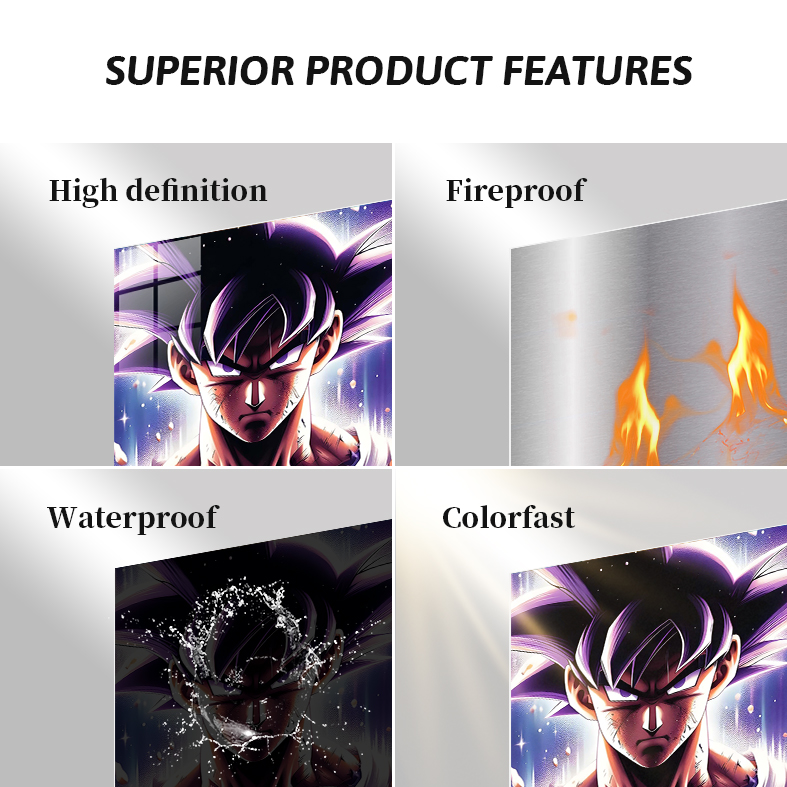 SUPERIOR PRODUCT FEATURES
High definition
Fireproof
Waterproof
Colorfast